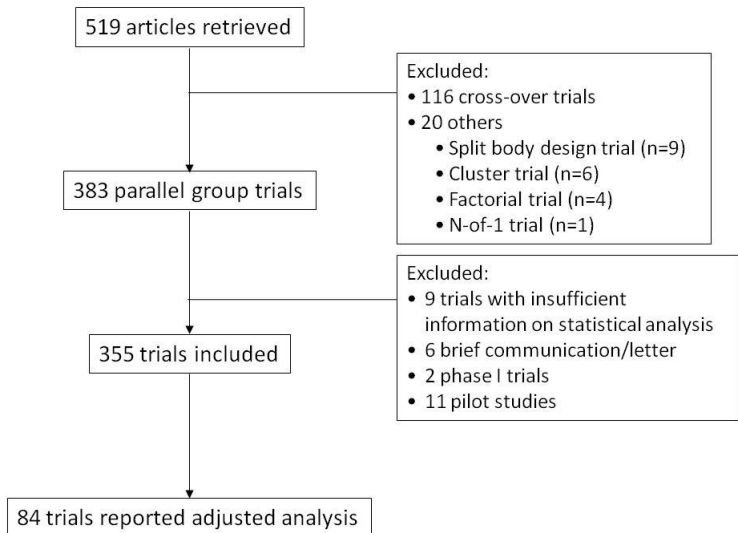 519 articles retrieved
Excluded:
• 116 cross-over trials
• 20 others
• Split body design trial (n=9)
• Cluster trial (n=6)
• Factorial trial (n=4)
• N-of-1 trial (n=1)
383 parallel group trials
Excluded:
• 9 trials with insufficient
information on statistical analysis
• 6 brief communication/letter
• 2 phase I trials
• 11 pilot studies
355 trials included
84 trials reported adjusted analysis